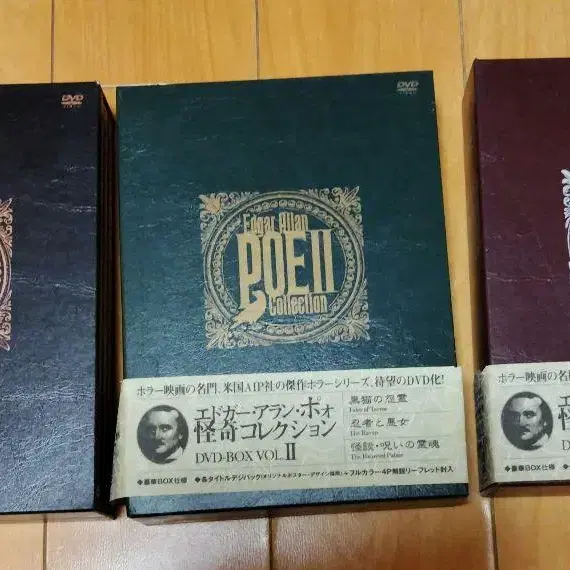 DVD
VIDEO
DVD
VIDEO
Edgar Allan
POE II
Collection
ホラー映画の名門、米国AIP社の傑作ホラーシリーズ、待望のDVD化!
エドガー・アラン・ポォ
怪奇コレクション
DVD-BOX VOL. II
黒猫の怨霊
Tales of Terror
忍者と悪女
The Raven
怪談・呪いの霊魂
The Haunted Palace
◆豪華BOX仕様 ◆各タイトルデジパック(オリジナルポスター・デザイン採用)+フルカラー・4P解説リーフレット封入
ホラー映画の名
エ
怪
DV
◆豪華BOX仕様 ◆